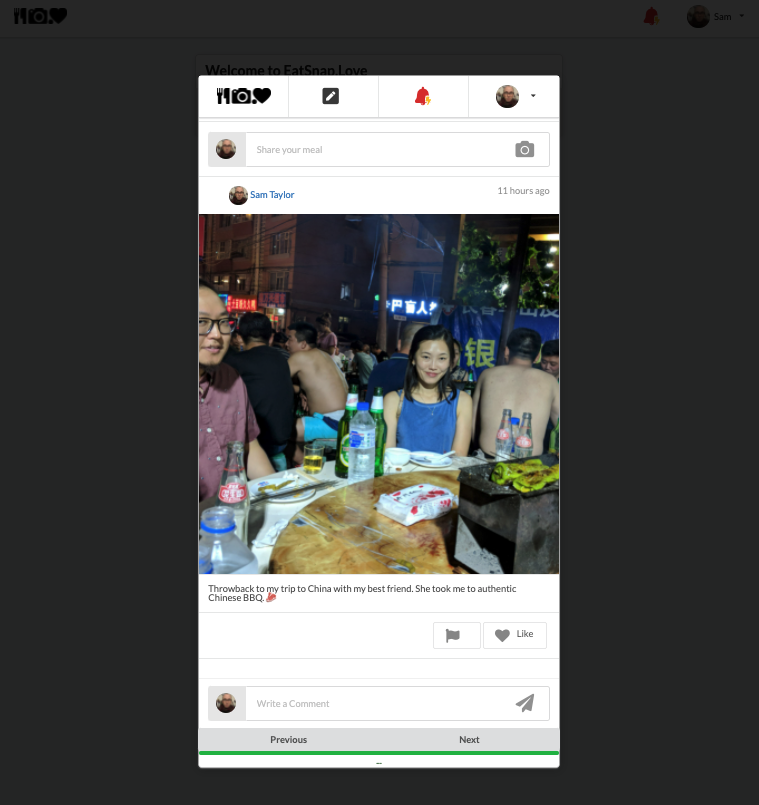 Sam
Welcome to EatSnap.Love
Share your meal
Sam Taylor
11 hours ago
巴盲人
银
Throwback to my trip to China with my best friend. She took me to authentic
Chinese BBQ.
Like
Write a Comment
Previous
Next